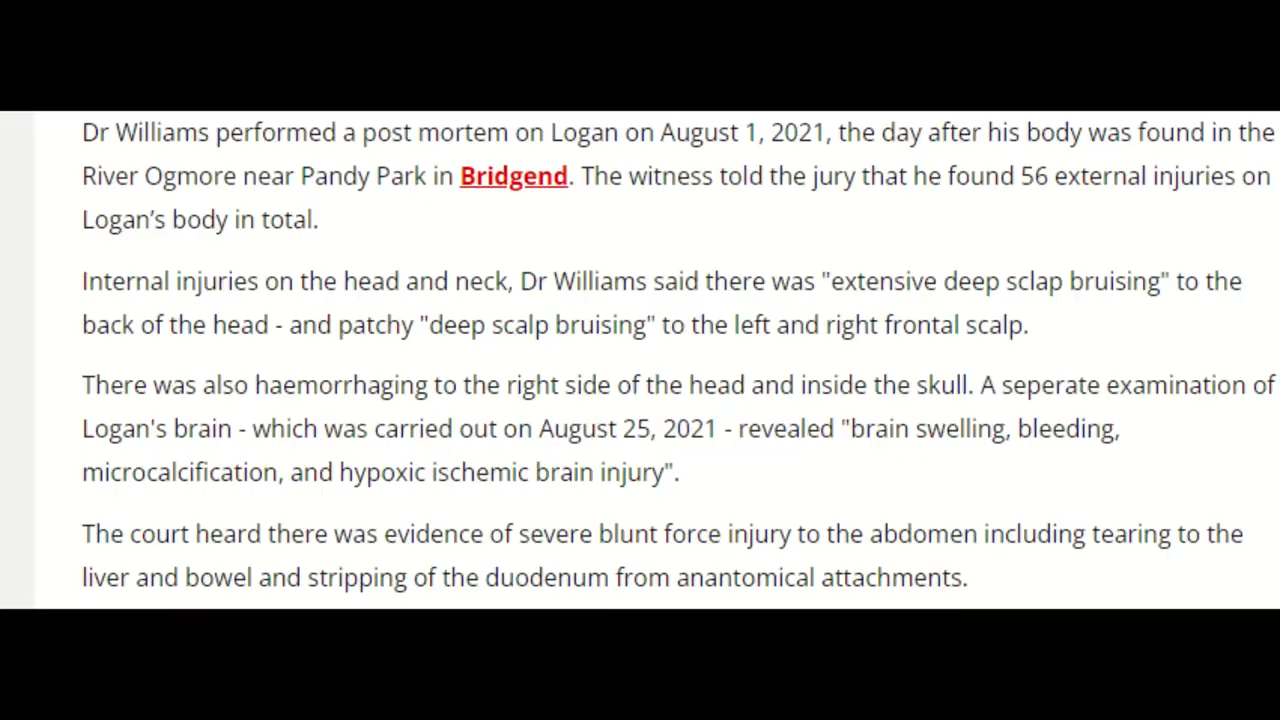 Dr Williams performed a post mortem on Logan on August 1, 2021, the day after his body was found in the
River Ogmore near Pandy Park in Bridgend. The witness told the jury that he found 56 external injuries on
Logan’s body in total.
Internal injuries on the head and neck, Dr Williams said there was "extensive deep sclap bruising" to the
back of the head - and patchy "deep scalp bruising" to the left and right frontal scalp.
There was also haemorrhaging to the right side of the head and inside the skull. A seperate examination of
Logan's brain - which was carried out on August 25, 2021 - revealed "brain swelling, bleeding,
microcalcification, and hypoxic ischemic brain injury".
The court heard there was evidence of severe blunt force injury to the abdomen including tearing to the
liver and bowel and stripping of the duodenum from anantomical attachments.